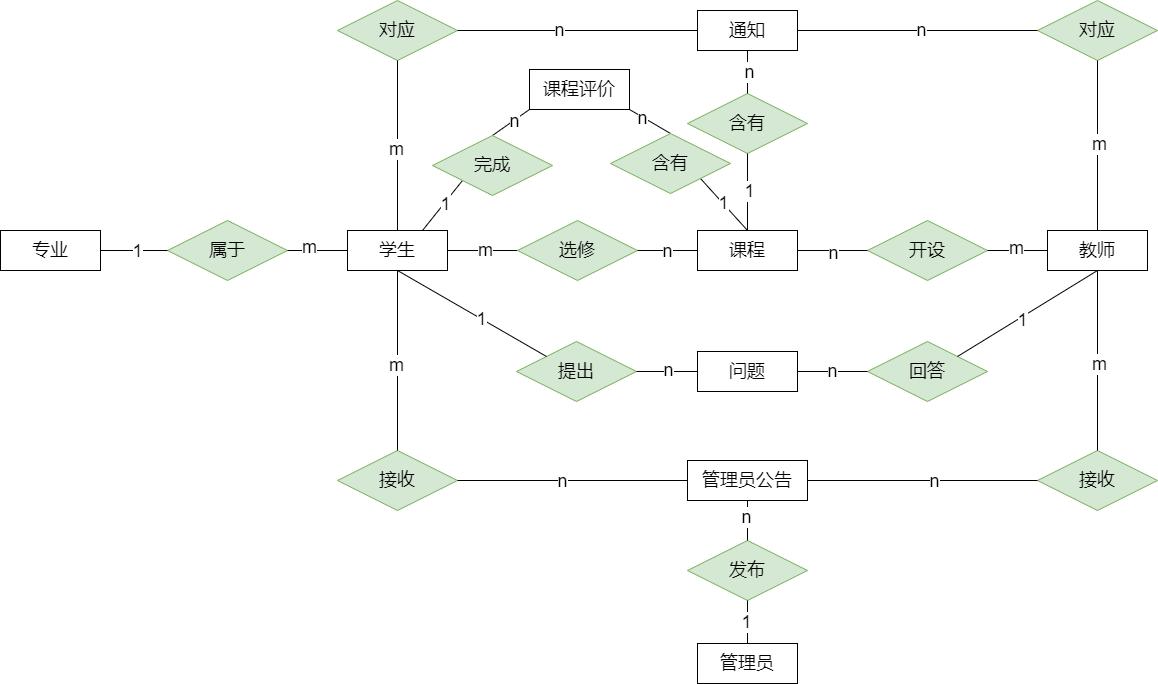 对应
n
通知
n
对应
n
课程评价
n
n
含有
m
m
完成
含有
1
1
1
专业
1
属于
m
学生
m
选修
n
课程
n
开设
m
教师
1
1
提出
n
问题
n
回答
m
m
接收
n
管理员公告
n
接收
n
发布
1
管理员